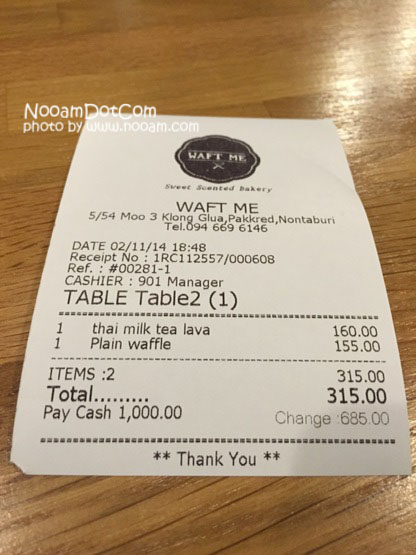 NooamDotCom
photo by www.nooam.com
WAFT ME
Sweet Scented Bakery
WAFT ME
5/54 Moo 3 Klong Glua,Pakkred,Nontaburi
Tel.094 669 6146
DATE 02/11/14 18:48
Receipt No : 1RC112557/000608
Ref. : #00281-1
CASHIER : 901 Manager
TABLE Table2 (1)
1 thai milk tea lava 160.00
1 Plain waffle 155.00
ITEMS :2 315.00
Total......... 315.00
Pay Cash 1,000.00 Change :685.00
** Thank You **